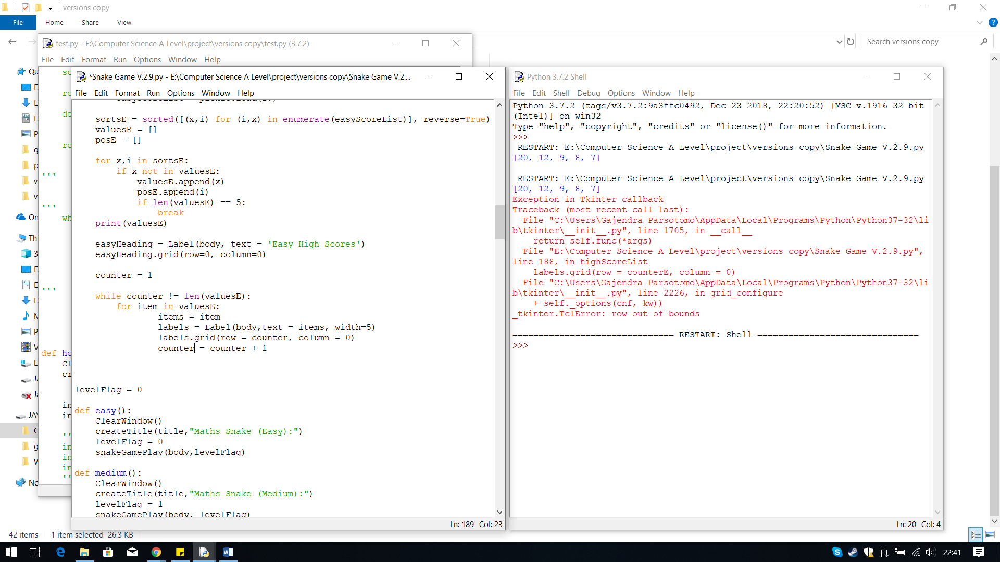 versions copy
File Home Share View
Search versions copy
test.py - E:\Computer Science A Level\project\versions copy\test.py (3.7.2)
File Edit Format Run Options Window Help
*Snake Game V.2.9.py - E:\Computer Science A Level\project\versions copy\Snake Game V.2....
File Edit Format Run Options Window Help
sortsE = sorted([(x,i) for (i,x) in enumerate(easyScoreList)], reverse=True)
valuesE = []
posE = []
for x,i in sortsE:
if x not in valuesE:
valuesE.append(x)
posE.append(i)
if len(valuesE) == 5:
break
print(valuesE)
easyHeading = Label(body, text = 'Easy High Scores')
easyHeading.grid(row=0, column=0)
counter = 1
while counter != len(valuesE):
for item in valuesE:
items = item
labels = Label(body,text = items, width=5)
labels.grid(row = counter, column = 0)
counter = counter + 1
levelFlag = 0
def easy():
ClearWindow()
createTitle(title,"Maths Snake (Easy):")
levelFlag = 0
snakeGamePlay(body,levelFlag)
def medium():
ClearWindow()
createTitle(title,"Maths Snake (Medium):")
levelFlag = 1
snakeGamePlay(body, levelFlag)
Ln: 189 Col: 23
Python 3.7.2 Shell
File Edit Shell Debug Options Window Help
Python 3.7.2 (tags/v3.7.2:9a3ffc0492, Dec 23 2018, 22:20:52) [MSC v.1916 32 bit
(Intel)] on win32
Type "help", "copyright", "credits" or "license()" for more information.
>>>
RESTART: E:\Computer Science A Level\project\versions copy\Snake Game V.2.9.py
[20, 12, 9, 8, 7]
RESTART: E:\Computer Science A Level\project\versions copy\Snake Game V.2.9.py
[20, 12, 9, 8, 7]
Exception in Tkinter callback
Traceback (most recent call last):
File "C:\Users\Gajendra Parsotomo\AppData\Local\Programs\Python\Python37-32\li
b\tkinter\__init__.py", line 1705, in __call__
return self.func(*args)
File "E:\Computer Science A Level\project\versions copy\Snake Game V.2.9.py",
line 188, in highScoreList
labels.grid(row = counterE, column = 0)
File "C:\Users\Gajendra Parsotomo\AppData\Local\Programs\Python\Python37-32\li
b\tkinter\__init__.py", line 2226, in grid_configure
+ self._options(cnf, kw))
_tkinter.TclError: row out of bounds
=============================== RESTART: Shell ===============================
>>>
Ln: 20 Col: 4
def
42 items 1 item selected 26.3 KB
22:41